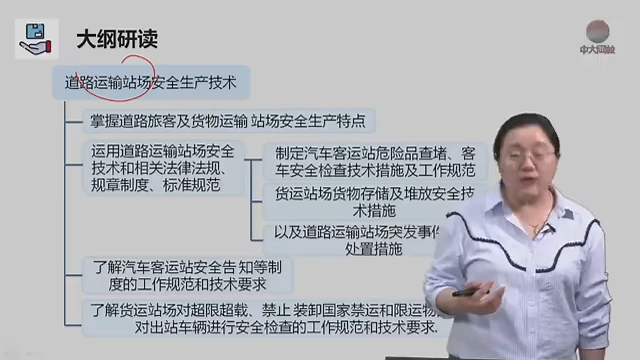 大纲研读
中大网校
道路运输站场安全生产技术
掌握道路旅客及货物运输 站场安全生产特点
运用道路运输站场安全
技术和相关法律法规、
规章制度、标准规范
制定汽车客运站危险品查堵、客
车安全检查技术措施及工作规范
货运站场货物存储及堆放安全技
术措施
以及道路运输站场突发事件
处置措施
了解汽车客运站安全告 知等制
度的工作规范和技术要求
了解货运站场对超限超载、禁止 装卸国家禁运和限运物
对出站车辆进行安全检查的工作规范和技术要求.